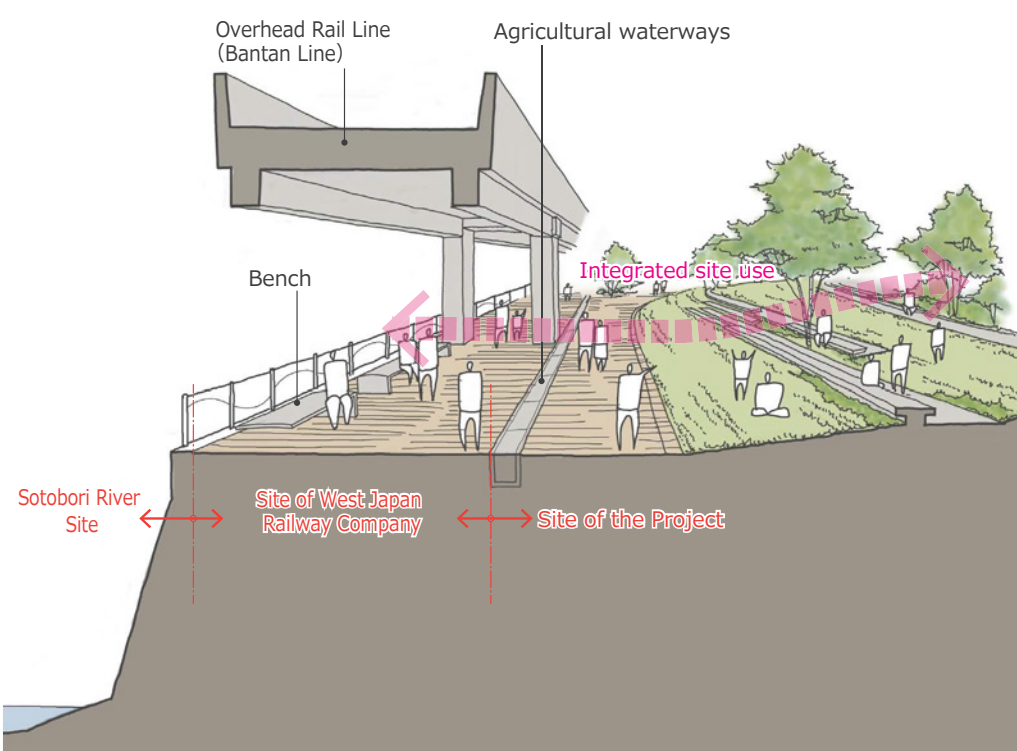 Overhead Rail Line
(Bantan Line)
Agricultural waterways
Bench
Integrated site use
Sotobori River
Site
Site of West Japan
Railway Company
Site of the Project